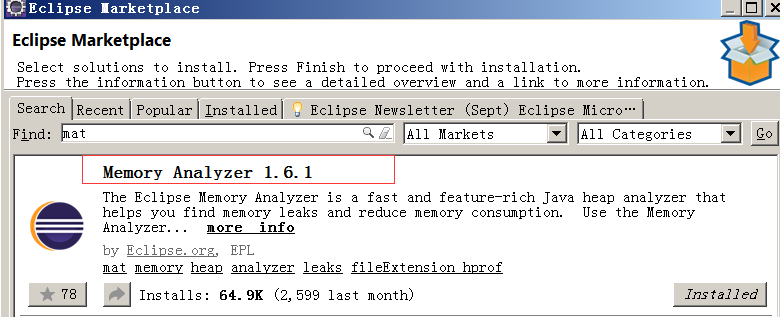 Eclipse Marketplace
Eclipse Marketplace
Select solutions to install. Press Finish to proceed with installation.
Press the information button to see a detailed overview and a link to more information.
Search Recent Popular Installed Eclipse Newsletter (Sept) Eclipse Micro…
Find: mat All Markets All Categories Go
Memory Analyzer 1.6.1
The Eclipse Memory Analyzer is a fast and feature-rich Java heap analyzer that
helps you find memory leaks and reduce memory consumption. Use the Memory
Analyzer... more info
by Eclipse.org, EPL
mat memory heap analyzer leaks fileExtension_hprof
78 Installs: 64.9K (2,599 last month) Installed